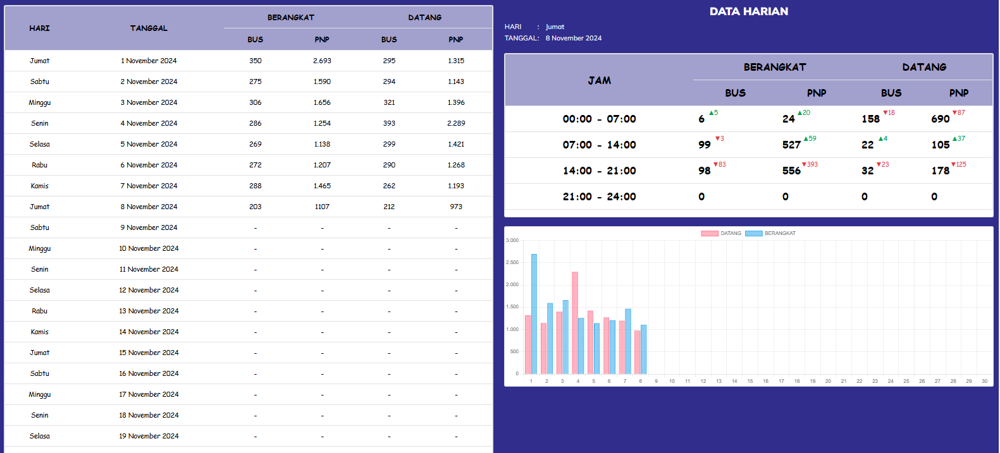 HARI TANGGAL BERANGKAT DATANG
BUS PNP BUS PNP
Jumat 1 November 2024 350 2.693 295 1.315
Sabtu 2 November 2024 275 1.590 294 1.143
Minggu 3 November 2024 306 1.656 321 1.396
Senin 4 November 2024 286 1.254 393 2.289
Selasa 5 November 2024 269 1.138 299 1.421
Rabu 6 November 2024 272 1.207 290 1.268
Kamis 7 November 2024 288 1.465 262 1.193
Jumat 8 November 2024 203 1107 212 973
Sabtu 9 November 2024 - - - -
Minggu 10 November 2024 - - - -
Senin 11 November 2024 - - - -
Selasa 12 November 2024 - - - -
Rabu 13 November 2024 - - - -
Kamis 14 November 2024 - - - -
Jumat 15 November 2024 - - - -
Sabtu 16 November 2024 - - - -
Minggu 17 November 2024 - - - -
Senin 18 November 2024 - - - -
Selasa 19 November 2024 - - - -
DATA HARIAN
HARI : Jumat
TANGGAL : 8 November 2024
JAM BERANGKAT DATANG
BUS PNP BUS PNP
00:00 - 07:00 6 ▲5 24 ▲20 158 ▼18 690 ▼87
07:00 - 14:00 99 ▼3 527 ▲59 22 ▲4 105 ▲37
14:00 - 21:00 98 ▼83 556 ▼393 32 ▼23 178 ▼125
21:00 - 24:00 0 0 0 0
DATANG BERANGKAT
3.000
2.500
2.000
1.500
1.000
500
0
1 2 3 4 5 6 7 8 9 10 11 12 13 14 15 16 17 18 19 20 21 22 23 24 25 26 27 28 29 30